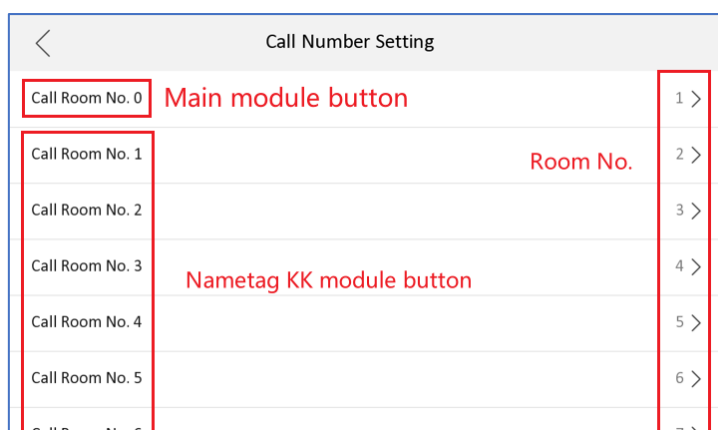 Call Number Setting
Call Room No. 0 Main module button 1
Call Room No. 1 Room No. 2
Call Room No. 2 3
Call Room No. 3 4
Nametag KK module button
Call Room No. 4 5
Call Room No. 5 6